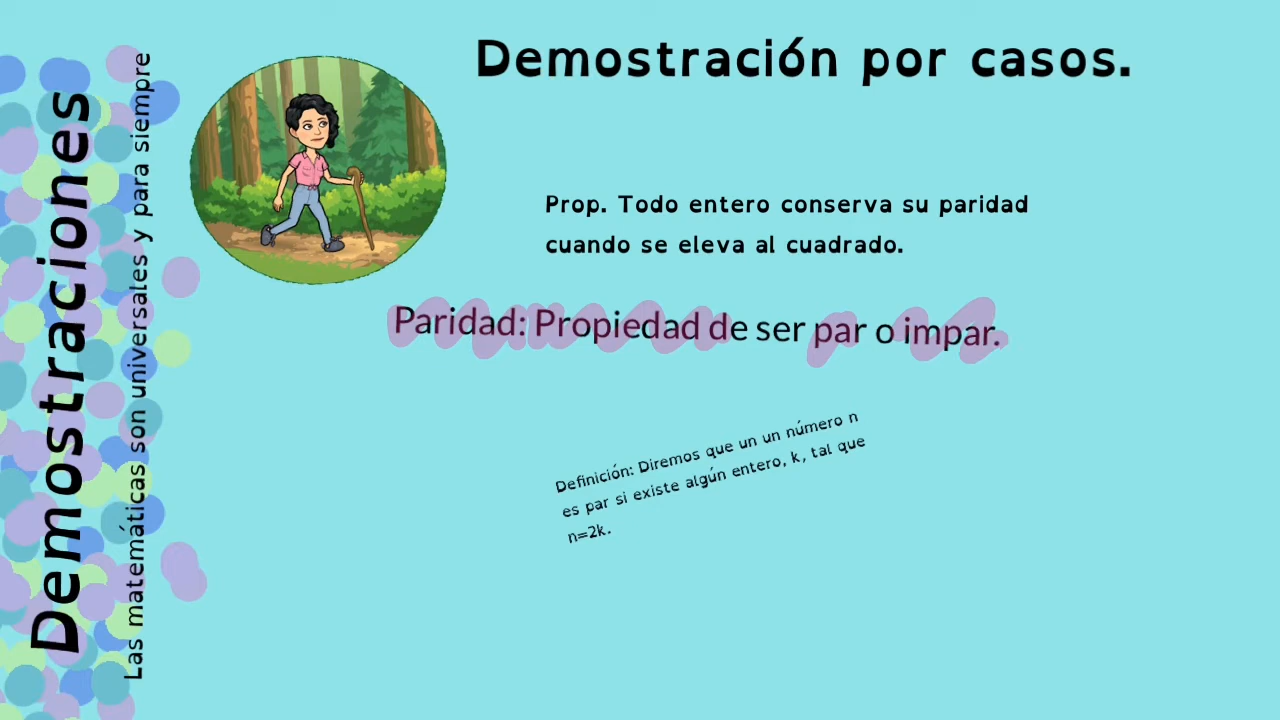 Demostraciones
Las matemáticas son universales y para siempre
Demostración por casos.
Prop. Todo entero conserva su paridad
cuando se eleva al cuadrado.
Paridad: Propiedad de ser par o impar.
Definición: Diremos que un un número n
es par si existe algún entero, k, tal que
n=2k.